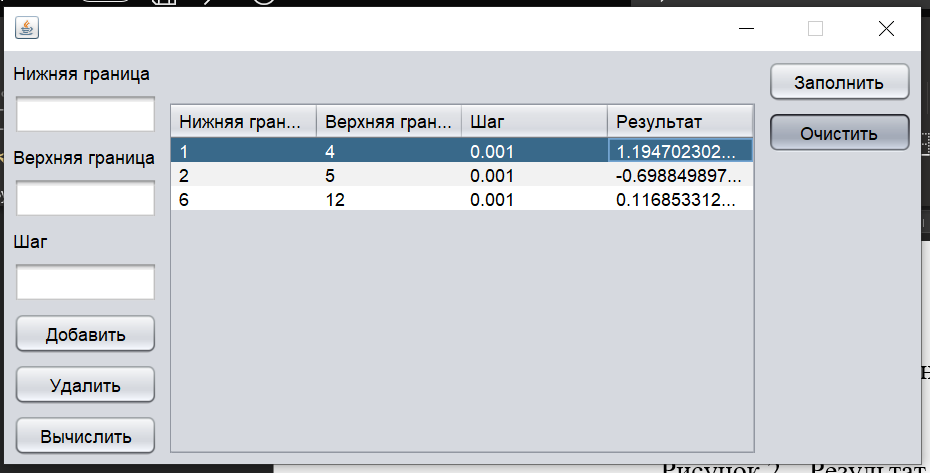 Нижняя граница
Верхняя граница
Шаг
Добавить
Удалить
Вычислить
Нижняя гран... Верхняя гран... Шаг Результат
1 4 0.001 1.194702302...
2 5 0.001 -0.698849897...
6 12 0.001 0.116853312...
Заполнить
Очистить